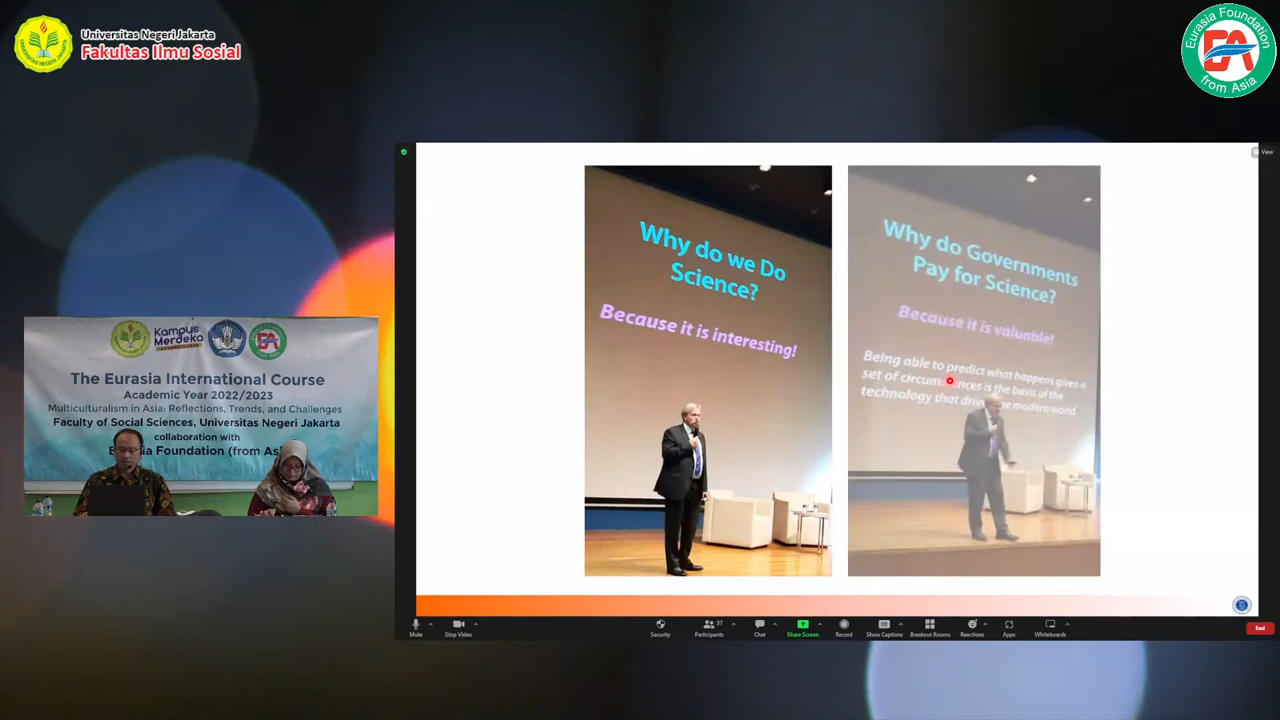 Universitas Negeri Jakarta
Fakultas Ilmu Sosial
Eurasia Foundation
EA
from Asia
Kampus
Merdeka
The Eurasia International Course
Academic Year 2022/2023
Multiculturalism in Asia: Reflections, Trends, and Challenges
Faculty of Social Sciences, Universitas Negeri Jakarta
collaboration with
Foundation (from
View
Why do we Do
Science?
Because it is interesting!
Why do Governments
Pay for Science?
Because it is valuable!
Being able to predict what happens given a
set of is the basis of the
technology that modern world
Mute
Stop Video
Security
Participants
37
Chat
Share Screen
Record
Show Captions
Breakout Rooms
Reactions
Apps
Whiteboards
End